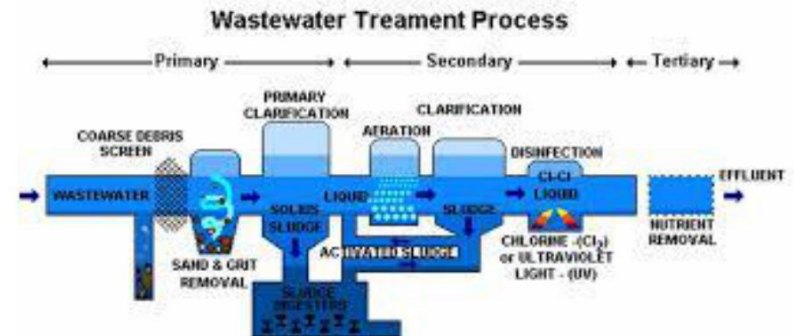 Wastewater Treament Process
Primary
Secondary
Tertiary
COARSE DEBRIS
SCREEN
PRIMARY
CLARIFICATION
AERATION
CLARIFICATION
DISINFECTION
WASTEWATER
SOLIDS
SLUDGE
LIQUID
SLUDGE
Cl-Cl
LIQUID
EFFLUENT
SAND & GRIT
REMOVAL
ACTIVATED SLUDGE
CHLORINE -(Cl₂)
or ULTRAVIOLET
LIGHT - (UV)
NUTRIENT
REMOVAL
SLUDGE
DIGESTERS